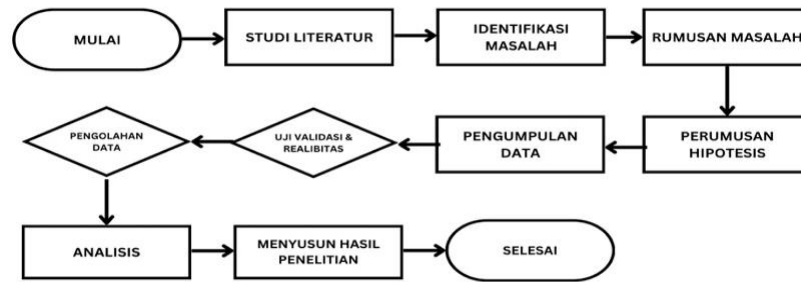 MULAI
STUDI LITERATUR
IDENTIFIKASI
MASALAH
RUMUSAN MASALAH
PERUMUSAN
HIPOTESIS
PENGUMPULAN
DATA
UJI VALIDASI &
REALIBITAS
PENGOLAHAN
DATA
ANALISIS
MENYUSUN HASIL
PENELITIAN
SELESAI